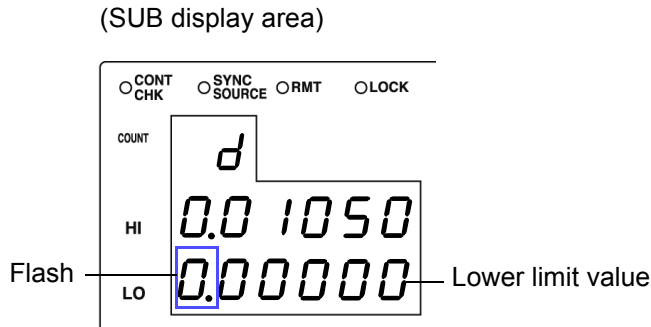 (SUB display area)
CONT CHK SYNC SOURCE RMT LOCK
COUNT d
HI 0.01050
Flash LO 0.00000 Lower limit value